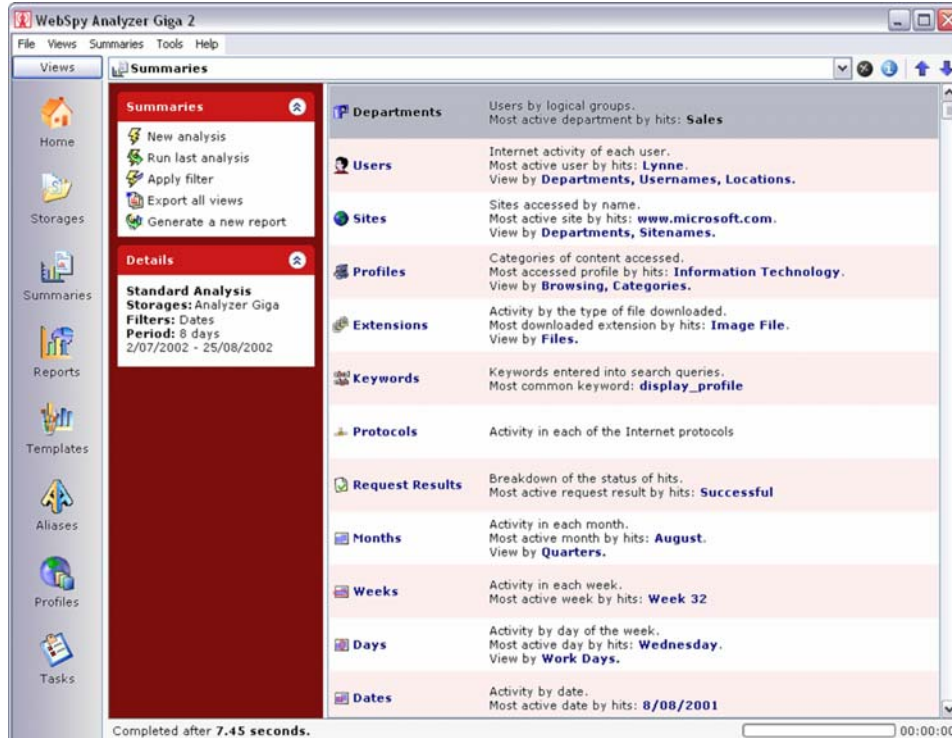 WebSpy Analyzer Giga 2
File Views Summaries Tools Help
Views
Summaries
Home
Storages
Summaries
Reports
Templates
Aliases
Profiles
Tasks
Summaries
New analysis
Run last analysis
Apply filter
Export all views
Generate a new report
Details
Standard Analysis
Storages: Analyzer Giga
Filters: Dates
Period: 8 days
2/07/2002 - 25/08/2002
Departments
Users by logical groups.
Most active department by hits: Sales
Users
Internet activity of each user.
Most active user by hits: Lynne.
View by Departments, Usernames, Locations.
Sites
Sites accessed by name.
Most active site by hits: www.microsoft.com.
View by Departments, Sitenames.
Profiles
Categories of content accessed.
Most accessed profile by hits: Information Technology.
View by Browsing, Categories.
Extensions
Activity by the type of file downloaded.
Most downloaded extension by hits: Image File.
View by Files.
Keywords
Keywords entered into search queries.
Most common keyword: display_profile
Protocols
Activity in each of the Internet protocols
Request Results
Breakdown of the status of hits.
Most active request result by hits: Successful
Months
Activity in each month.
Most active month by hits: August.
View by Quarters.
Weeks
Activity in each week.
Most active week by hits: Week 32
Days
Activity by day of the week.
Most active day by hits: Wednesday.
View by Work Days.
Dates
Activity by date.
Most active date by hits: 8/08/2001
Completed after 7.45 seconds.
00:00:00